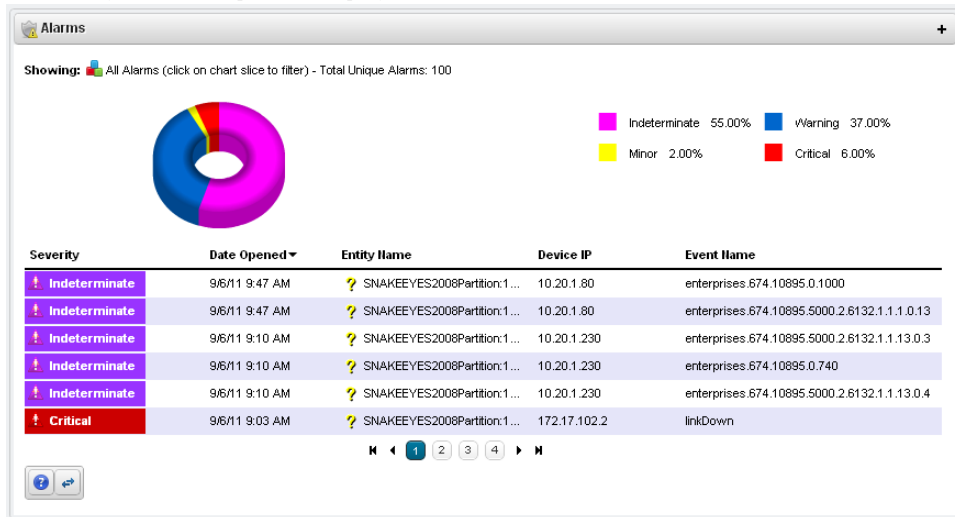 Alarms +
Showing: All Alarms (click on chart slice to filter) - Total Unique Alarms: 100
Indeterminate 55.00% Warning 37.00%
Minor 2.00% Critical 6.00%
Severity Date Opened Entity Name Device IP Event Name
Indeterminate 9/6/11 9:47 AM ? SNAKEEYES2008Partition:1... 10.20.1.80 enterprises.674.10895.0.1000
Indeterminate 9/6/11 9:47 AM ? SNAKEEYES2008Partition:1... 10.20.1.80 enterprises.674.10895.5000.2.6132.1.1.1.0.13
Indeterminate 9/6/11 9:10 AM ? SNAKEEYES2008Partition:1... 10.20.1.230 enterprises.674.10895.5000.2.6132.1.1.13.0.3
Indeterminate 9/6/11 9:10 AM ? SNAKEEYES2008Partition:1... 10.20.1.230 enterprises.674.10895.0.740
Indeterminate 9/6/11 9:10 AM ? SNAKEEYES2008Partition:1... 10.20.1.230 enterprises.674.10895.5000.2.6132.1.1.13.0.4
Critical 9/6/11 9:03 AM ? SNAKEEYES2008Partition:1... 172.17.102.2 linkDown
1 2 3 4
?